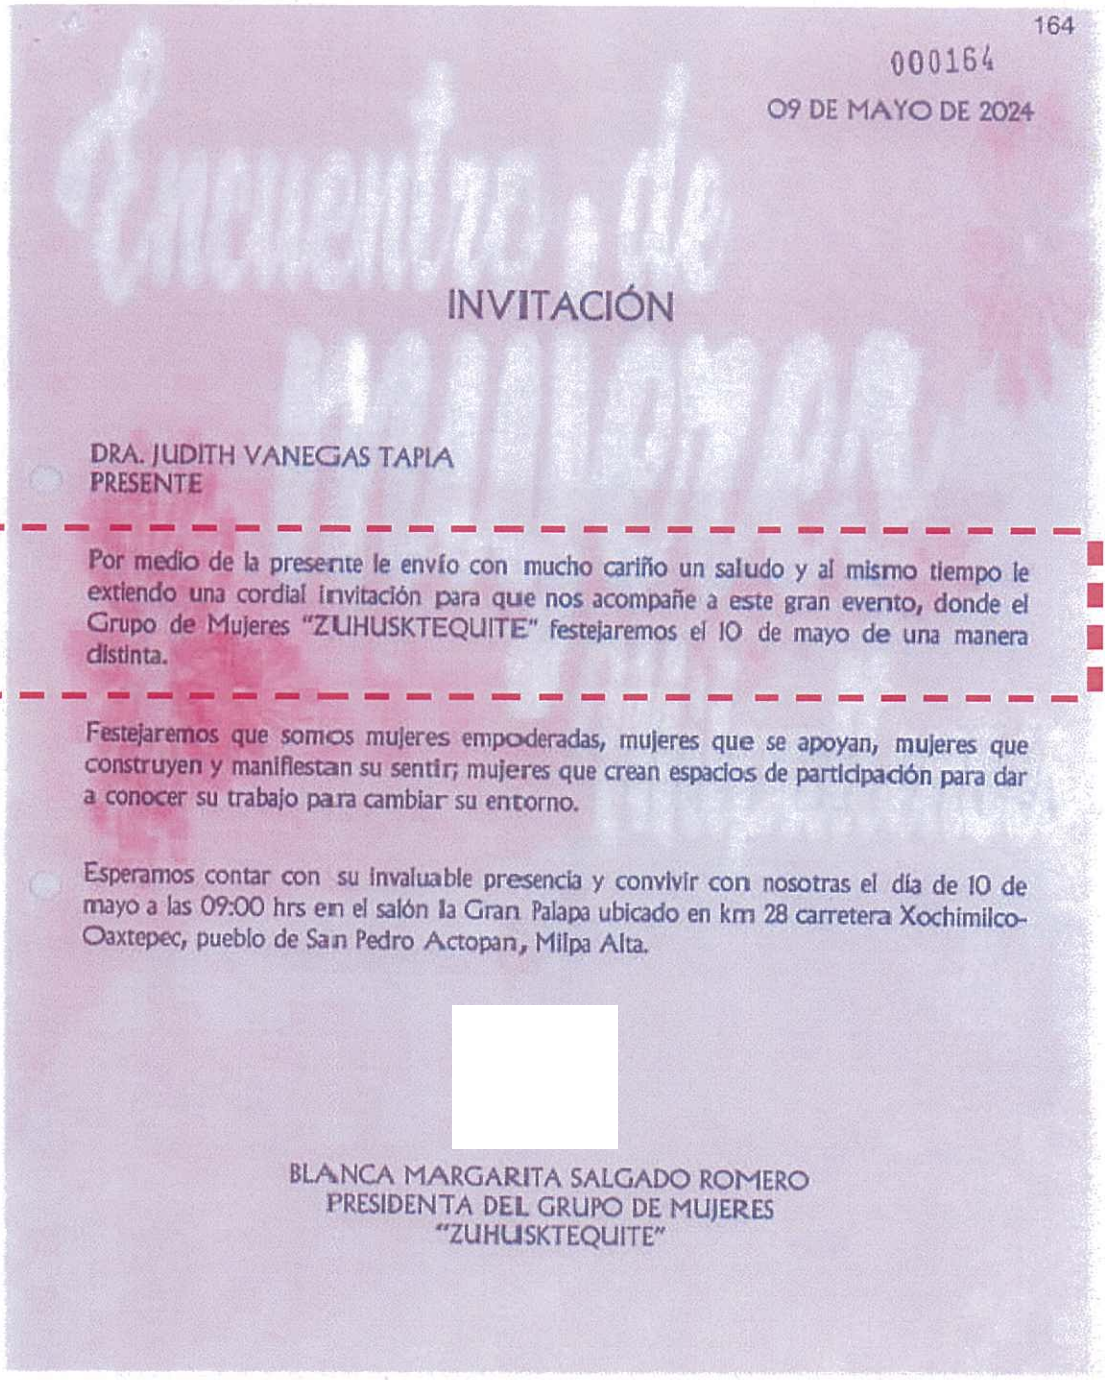 164
000164
09 DE MAYO DE 2024
Encuentro de
INVITACIÓN
mujeres
DRA. JUDITH VANEGAS TAPIA
PRESENTE
Por medio de la presente le envío con mucho cariño un saludo y al mismo tiempo le
extiendo una cordial invitación para que nos acompañe a este gran evento, donde el
Grupo de Mujeres “ZUHUSKTEQUITE” festejaremos el 10 de mayo de una manera
distinta.
Festejaremos que somos mujeres empoderadas, mujeres que se apoyan, mujeres que
construyen y manifiestan su sentir; mujeres que crean espacios de participación para dar
a conocer su trabajo para cambiar su entorno.
Esperamos contar con su invaluable presencia y convivir con nosotras el día de 10 de
mayo a las 09:00 hrs en el salón la Gran Palapa ubicado en km 28 carretera Xochimilco-
Oaxtepec, pueblo de San Pedro Actopan, Milpa Alta.
BLANCA MARGARITA SALGADO ROMERO
PRESIDENTA DEL GRUPO DE MUJERES
“ZUHUSKTEQUITE”